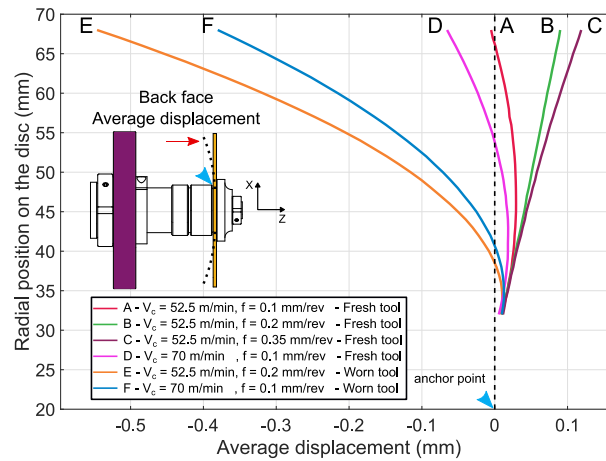 E F D A B C
Back face
Average displacement
X
Z
A - Vc = 52.5 m/min, f = 0.1 mm/rev - Fresh tool
B - Vc = 52.5 m/min, f = 0.2 mm/rev - Fresh tool
C - Vc = 52.5 m/min, f = 0.35 mm/rev - Fresh tool
D - Vc = 70 m/min , f = 0.1 mm/rev - Fresh tool
E - Vc = 52.5 m/min, f = 0.2 mm/rev - Worn tool
F - Vc = 70 m/min , f = 0.1 mm/rev - Worn tool
anchor point
70
65
60
55
50
45
40
35
30
25
20
Radial position on the disc (mm)
-0.5 -0.4 -0.3 -0.2 -0.1 0 0.1
Average displacement (mm)